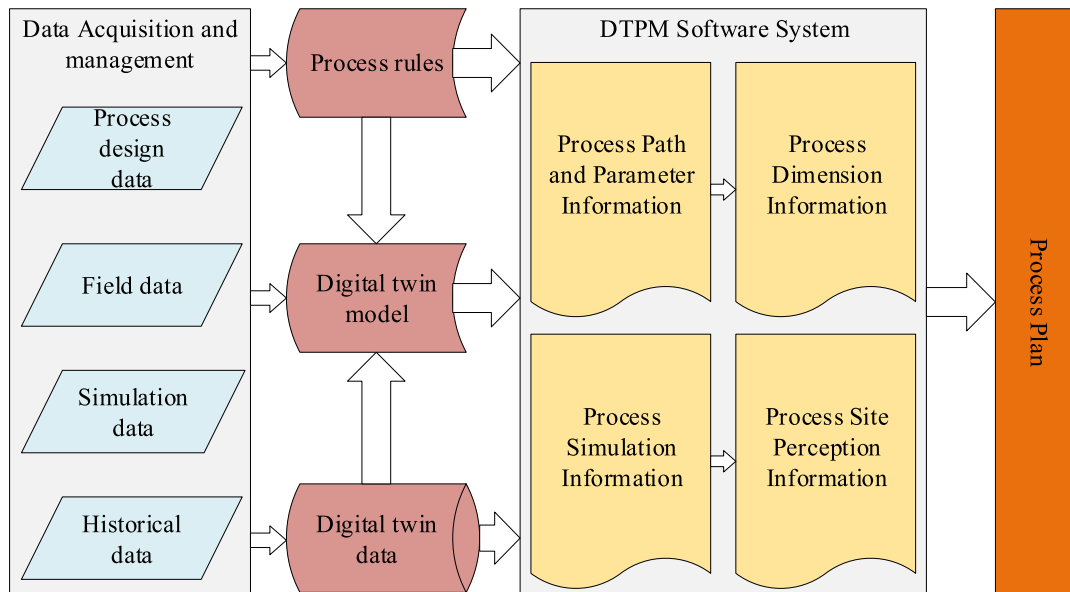 Data Acquisition and
management
Process
design
data
Field data
Simulation
data
Historical
data
Process rules
Digital twin
model
Digital twin
data
DTPM Software System
Process Path
and Parameter
Information
Process
Dimension
Information
Process
Simulation
Information
Process Site
Perception
Information
Process Plan